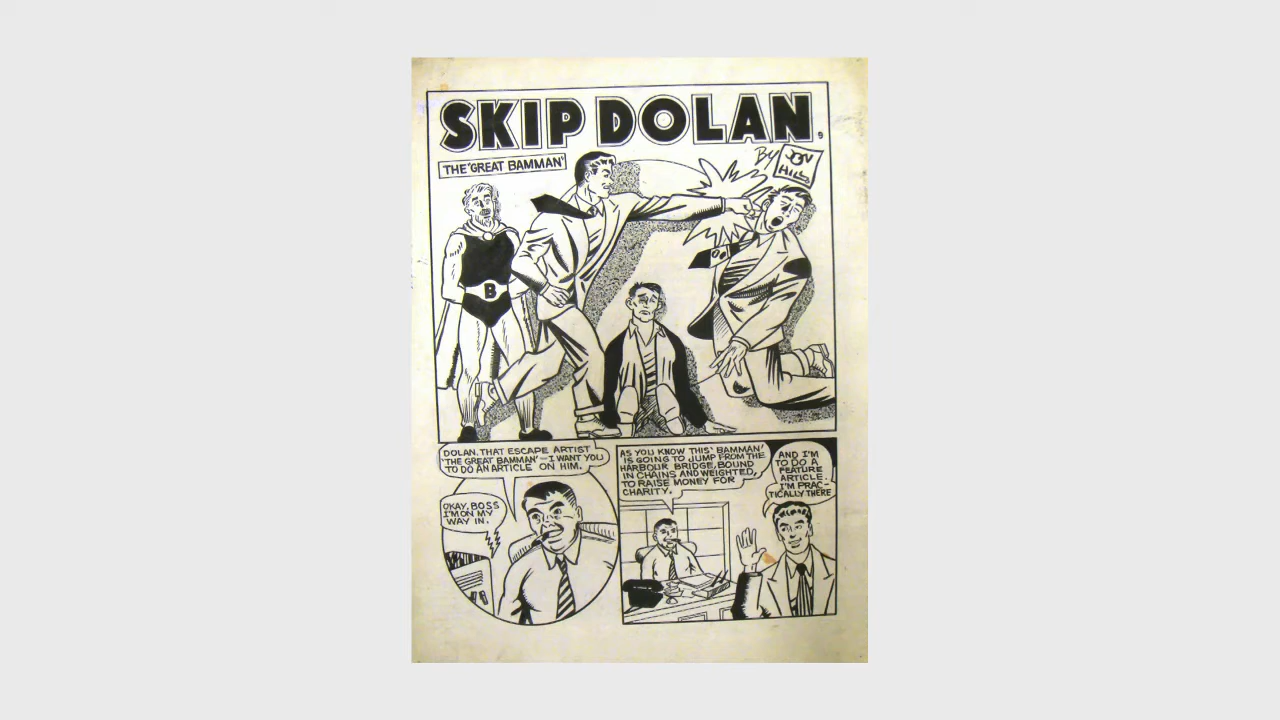 SKIP DOLAN.
THE 'GREAT BAMMAN'
By
HILLS
B
DOLAN. THAT ESCAPE ARTIST
'THE GREAT BAMMAN' — I WANT YOU
TO DO AN ARTICLE ON HIM.
OKAY, BOSS
I'M ON MY
WAY IN.
AS YOU KNOW THIS 'BAMMAN'
IS GOING TO JUMP FROM THE
HARBOUR BRIDGE, BOUND
IN CHAINS AND WEIGHTED,
TO RAISE MONEY FOR
CHARITY.
AND I'M
TO DO A
FEATURE
ARTICLE.
I'M PRAC-
TICALLY THERE